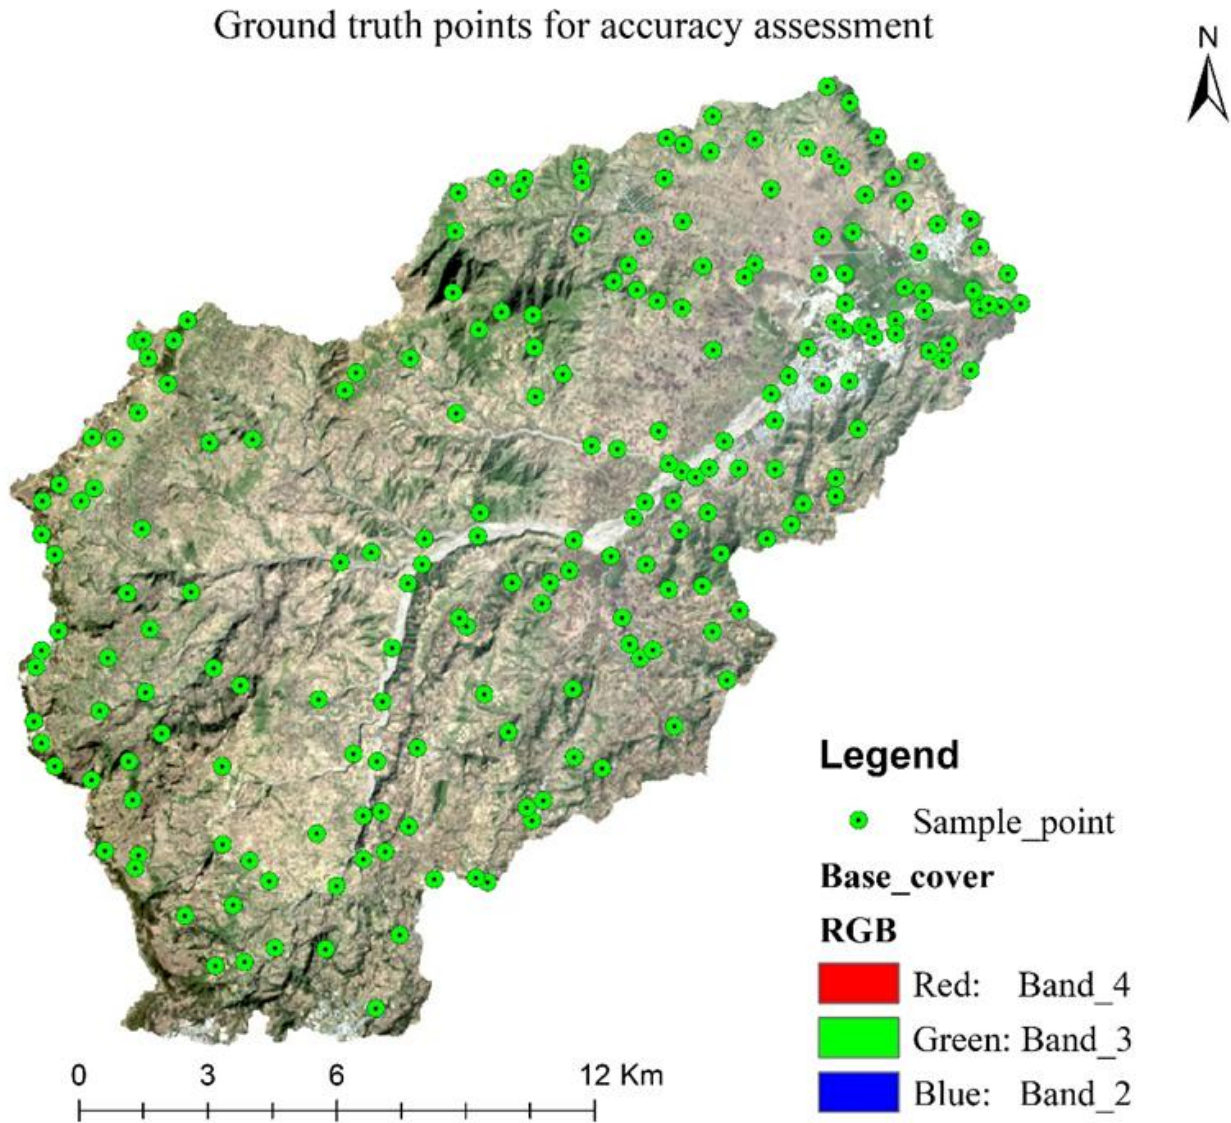 Ground truth points for accuracy assessment
N
Legend
Sample_point
Base_cover
RGB
Red: Band_4
Green: Band_3
Blue: Band_2
0 3 6 12 Km